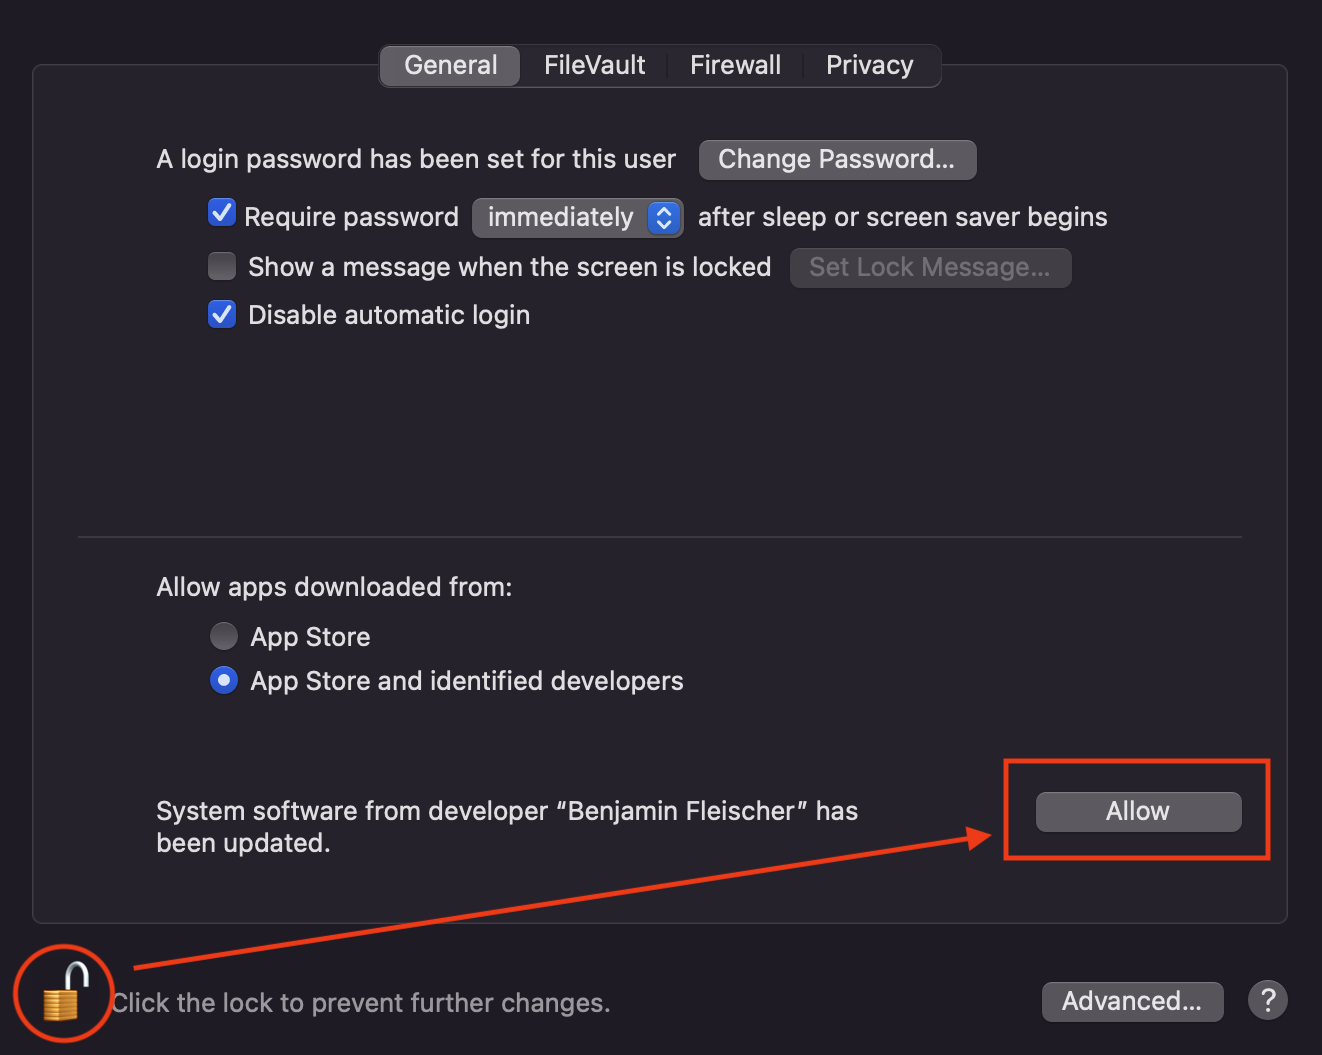 General FileVault Firewall Privacy
A login password has been set for this user Change Password...
Require password immediately after sleep or screen saver begins
Show a message when the screen is locked Set Lock Message...
Disable automatic login
Allow apps downloaded from:
App Store
App Store and identified developers
System software from developer “Benjamin Fleischer” has
been updated.
Allow
Click the lock to prevent further changes.
Advanced... ?